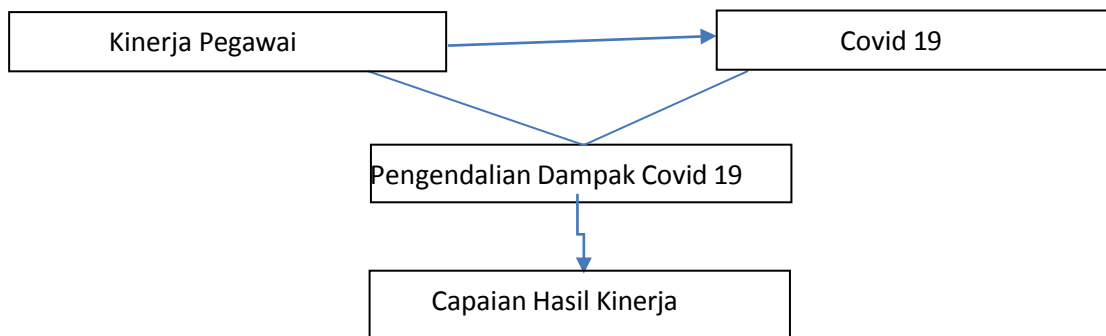 Kinerja Pegawai
Covid 19
Pengendalian Dampak Covid 19
Capaian Hasil Kinerja